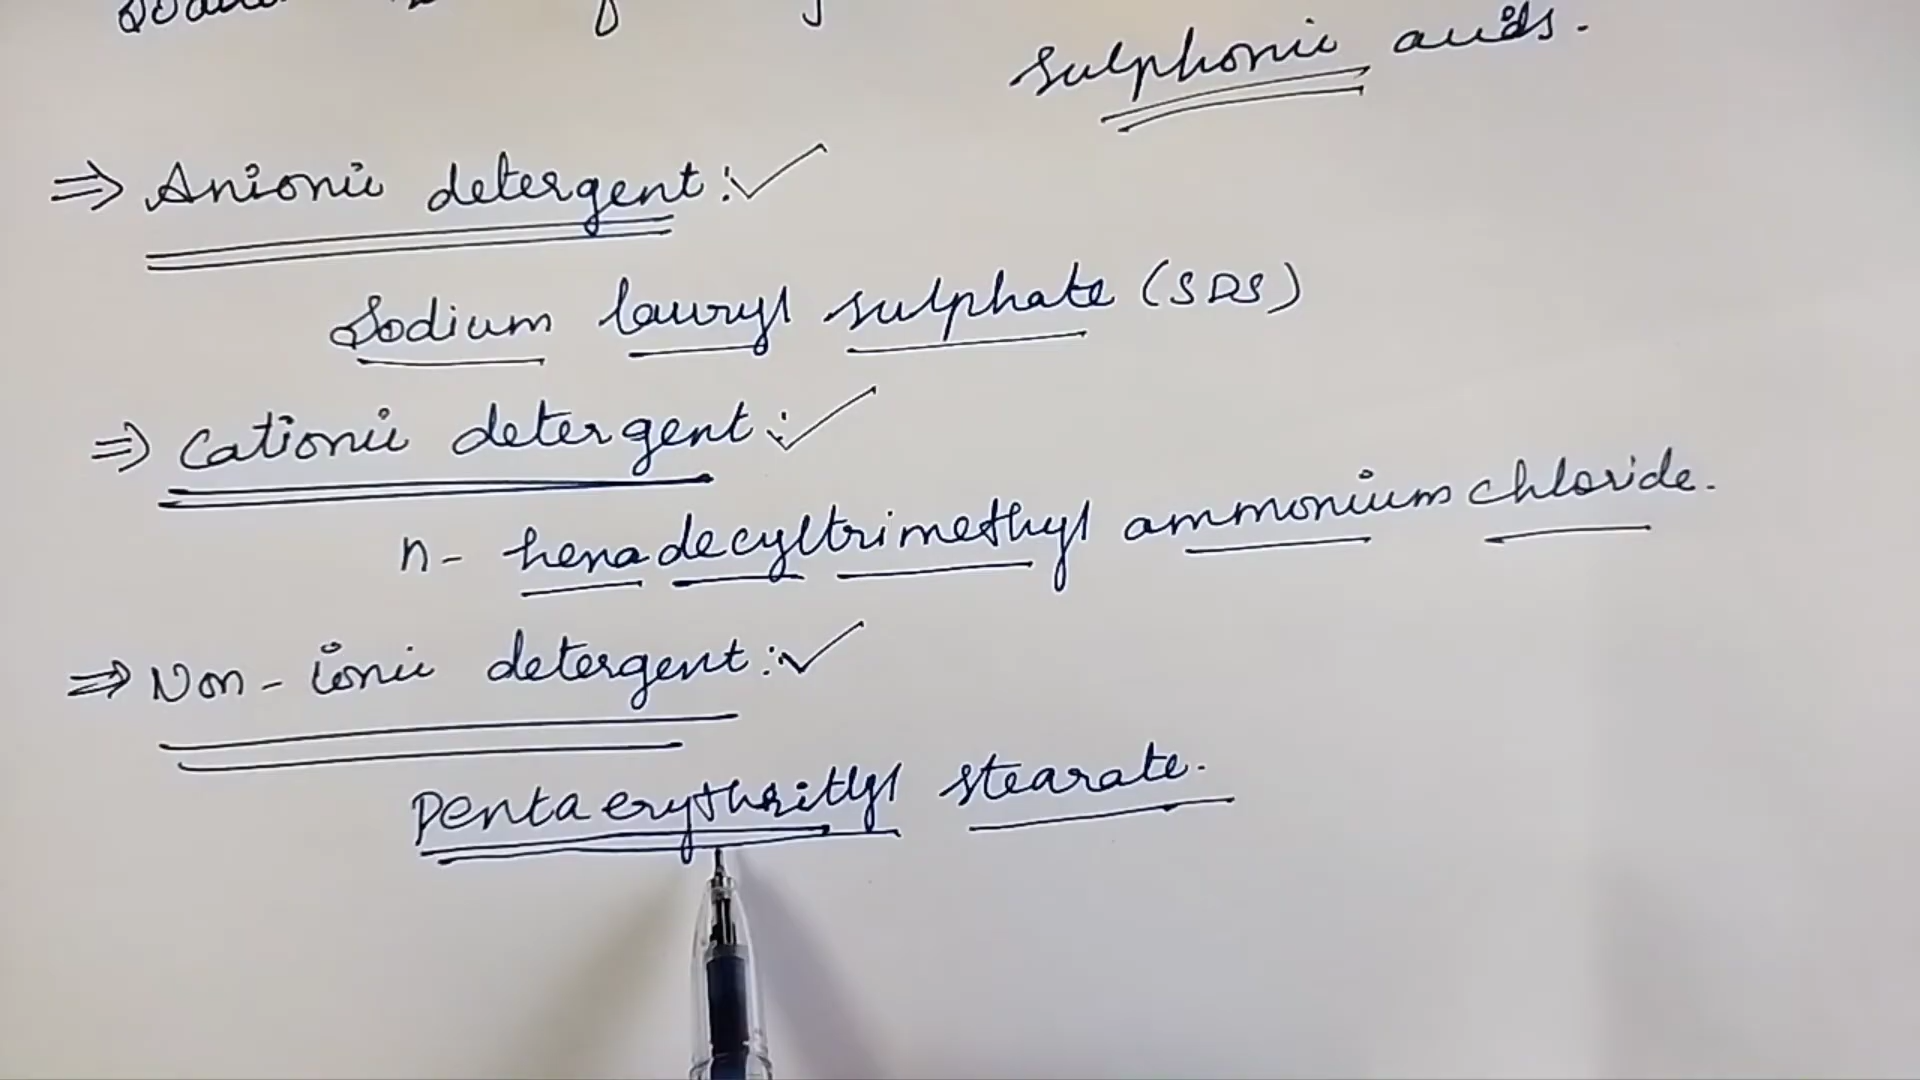 sulphonic acids.
⇒ Anionic detergent:✓
Sodium lauryl sulphate (SDS)
⇒ Cationic detergent:✓
n- hexadecyltrimethyl ammonium chloride.
⇒ Non-ionic detergent:✓
Pentaerythrityl stearate.